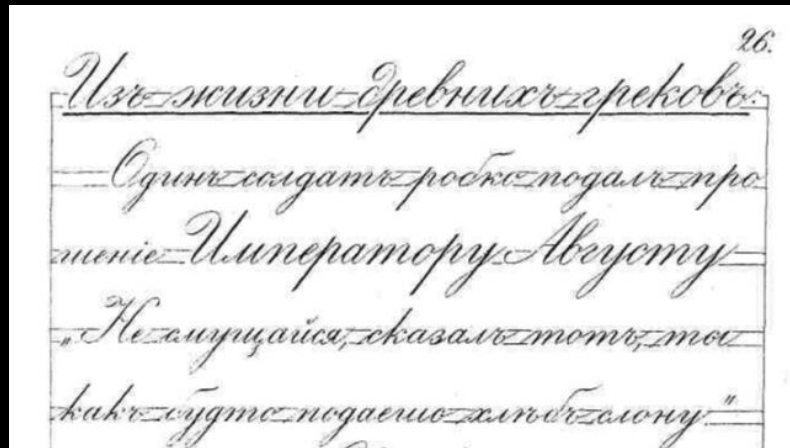 26.
Изъ жизни древнихъ грековъ.
Одинъ солдатъ робко подалъ про
шеніе Императору Августу
„Не смущайся, сказалъ тотъ, ты
какъ будто подаешь хлѣбъ слону"